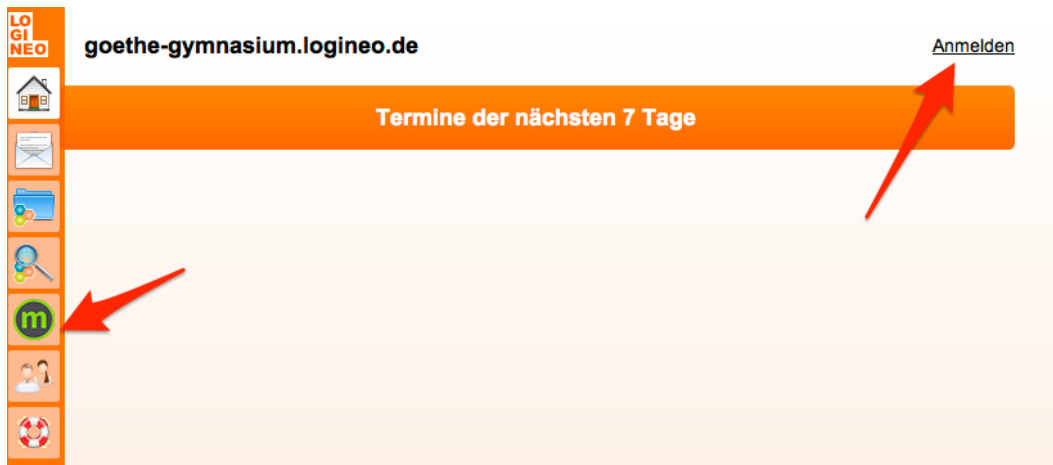 LO
GI
NEO
goethe-gymnasium.logineo.de
Anmelden
Termine der nächsten 7 Tage
m